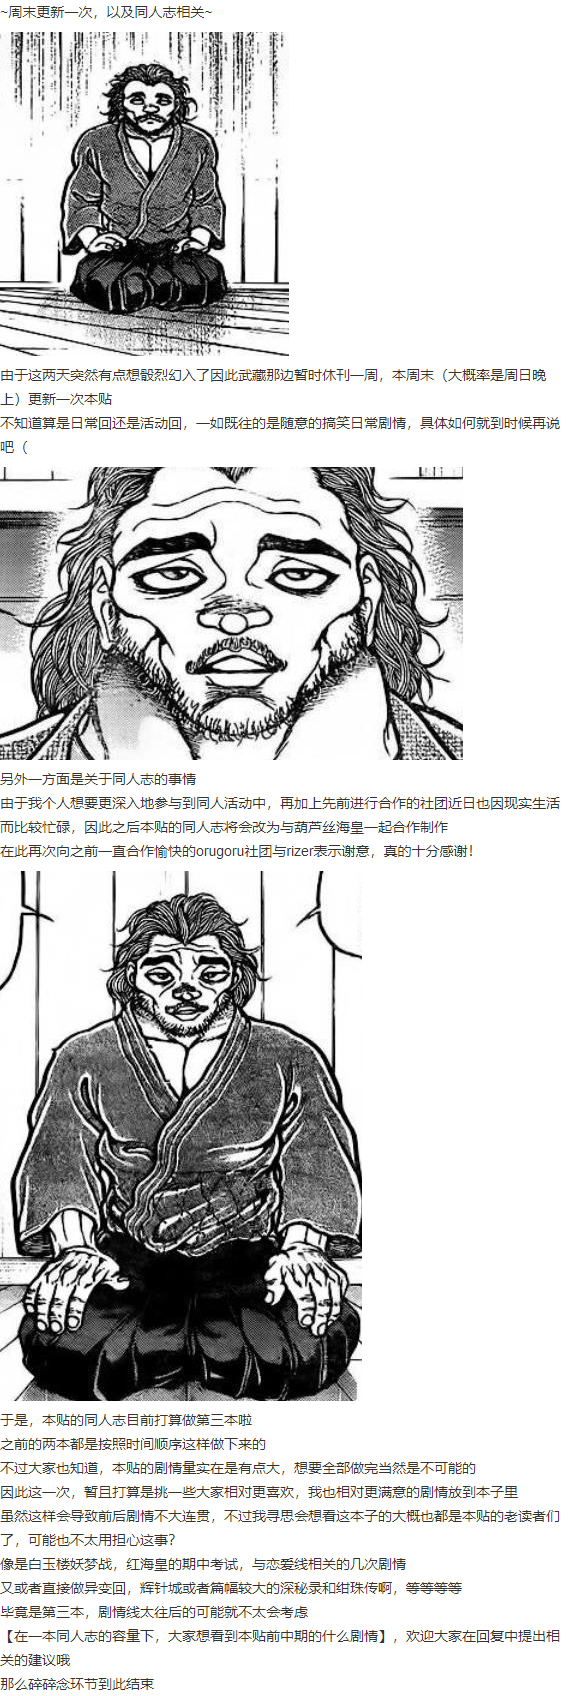 ~周末更新一次，以及同人志相关~
由于这两天突然有点想骰烈幻入了因此武藏那边暂时休刊一周，本周末（大概率是周日晚
上）更新一次本贴
不知道算是日常回还是活动回，一如既往的是随意的搞笑日常剧情，具体如何就到时候再说
吧（
另外一方面是关于同人志的事情
由于我个人想要更深入地参与到同人活动中，再加上先前进行合作的社团近日也因现实生活
而比较忙碌，因此之后本贴的同人志将会改为与葫芦丝海皇一起合作制作
在此再次向之前一直合作愉快的orugoru社团与rizer表示谢意，真的十分感谢！
于是，本贴的同人志目前打算做第三本啦
之前的两本都是按照时间顺序这样做下来的
不过大家也知道，本贴的剧情量实在是有点大，想要全部做完当然是不可能的
因此这一次，暂且打算是挑一些大家相对更喜欢，我也相对更满意的剧情放到本子里
虽然这样会导致前后剧情不大连贯，不过我寻思会想看这本子的大概也都是本贴的老读者们
了，可能也不太用担心这事？
像是白玉楼妖梦战，红海皇的期中考试，与恋爱线相关的几次剧情
又或者直接做异变回，辉针城或者篇幅较大的深秘录和绀珠传啊，等等等等
毕竟是第三本，剧情线太往后的可能就不太会考虑
【在一本同人志的容量下，大家想看到本贴前中期的什么剧情】，欢迎大家在回复中提出相
关的建议哦
那么碎碎念环节到此结束